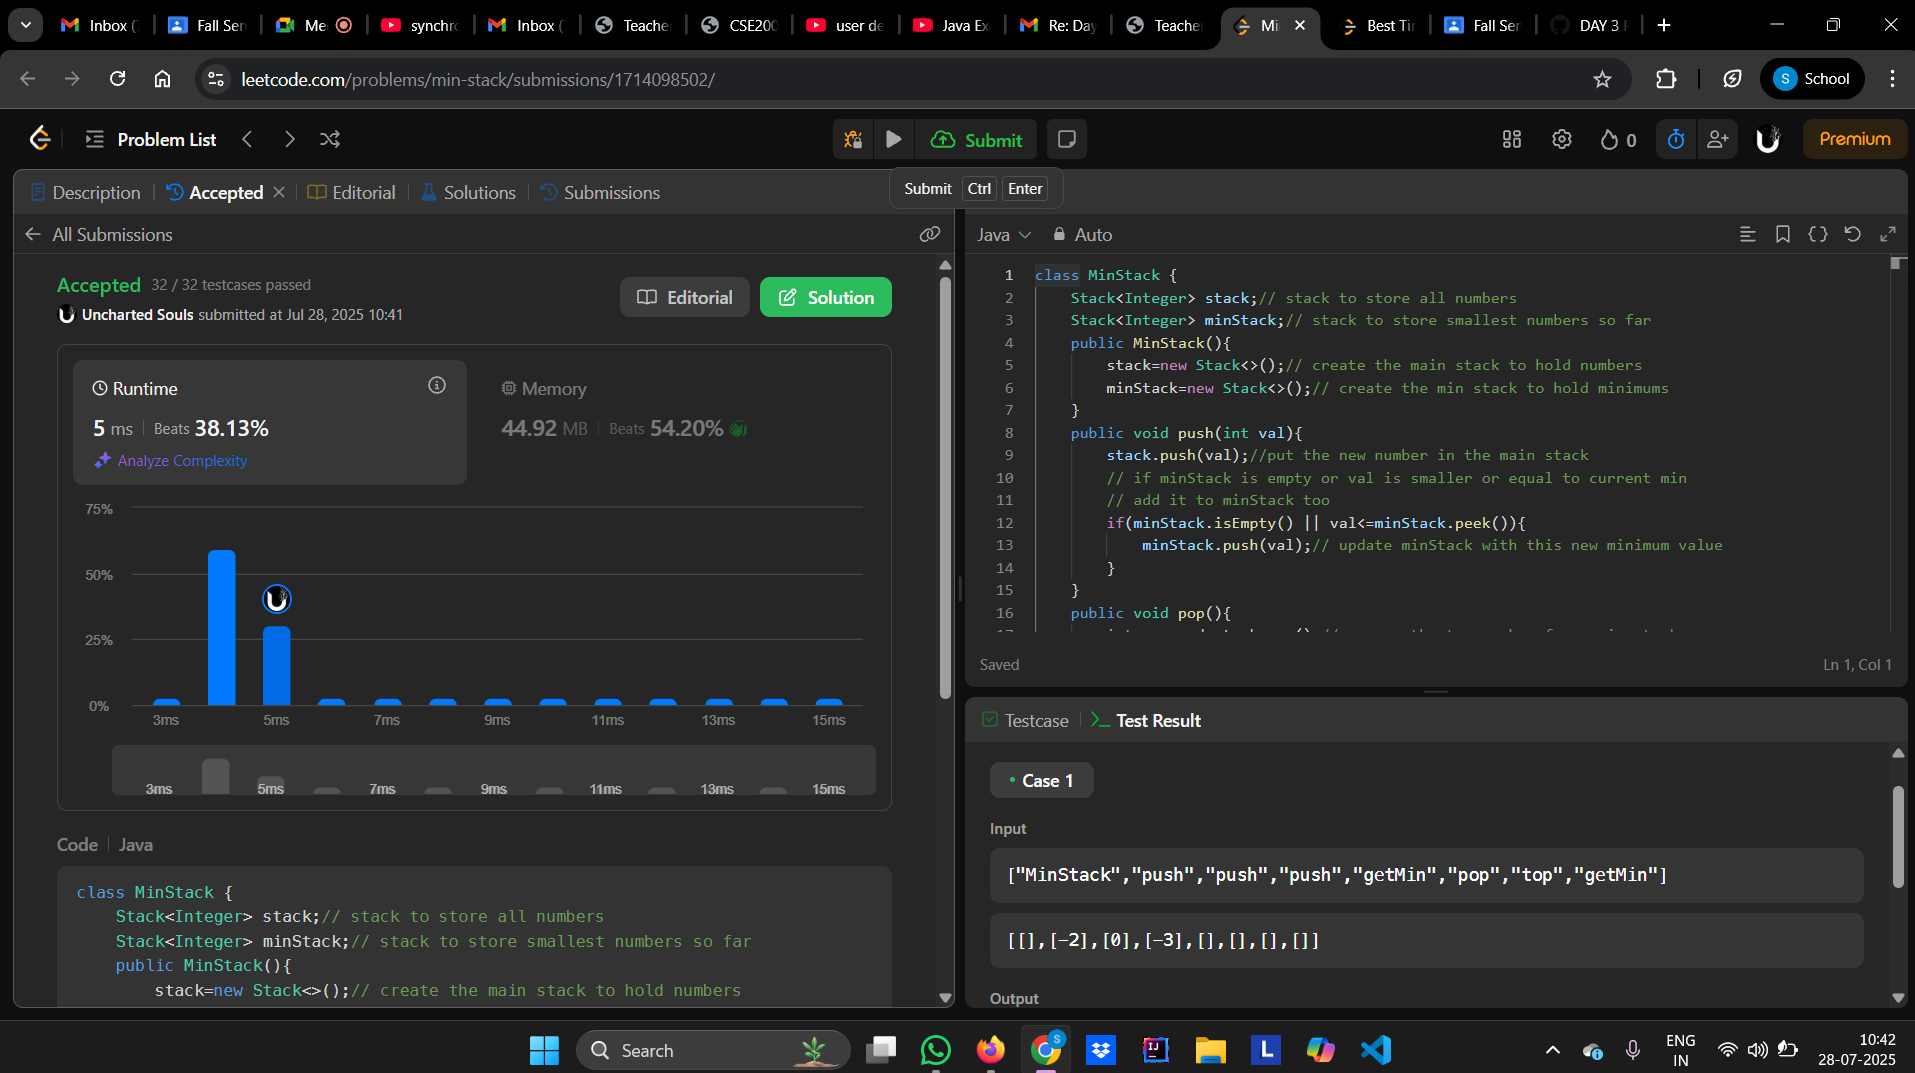 Inbox (
Fall Sen
Me
synchro
Inbox (
Teache
CSE200
user de
Java Ex
Re: Day
Teache
Mi
Best Ti
Fall Sen
DAY 3
leetcode.com/problems/min-stack/submissions/1714098502/
S School
Problem List
Submit
0
Premium
Description
Accepted
Editorial
Solutions
Submissions
Submit Ctrl Enter
All Submissions
Accepted 32 / 32 testcases passed
Uncharted Souls submitted at Jul 28, 2025 10:41
Editorial
Solution
Runtime
5 ms Beats 38.13%
Analyze Complexity
Memory
44.92 MB Beats 54.20%
75%
50%
25%
0%
3ms 5ms 7ms 9ms 11ms 13ms 15ms
3ms 5ms 7ms 9ms 11ms 13ms 15ms
Code Java
class MinStack {
Stack<Integer> stack;// stack to store all numbers
Stack<Integer> minStack;// stack to store smallest numbers so far
public MinStack(){
stack=new Stack<>();// create the main stack to hold numbers
Java Auto
1 class MinStack {
2 Stack<Integer> stack;// stack to store all numbers
3 Stack<Integer> minStack;// stack to store smallest numbers so far
4 public MinStack(){
5 stack=new Stack<>();// create the main stack to hold numbers
6 minStack=new Stack<>();// create the min stack to hold minimums
7 }
8 public void push(int val){
9 stack.push(val);//put the new number in the main stack
10 // if minStack is empty or val is smaller or equal to current min
11 // add it to minStack too
12 if(minStack.isEmpty() || val<=minStack.peek()){
13 minStack.push(val);// update minStack with this new minimum value
14 }
15 }
16 public void pop(){
Saved
Ln 1, Col 1
Testcase
Test Result
Case 1
Input
["MinStack","push","push","push","getMin","pop","top","getMin"]
[[],[-2],[0],[-3],[],[],[],[]]
Output
Search
S
IJ
L
ENG
IN
10:42
28-07-2025